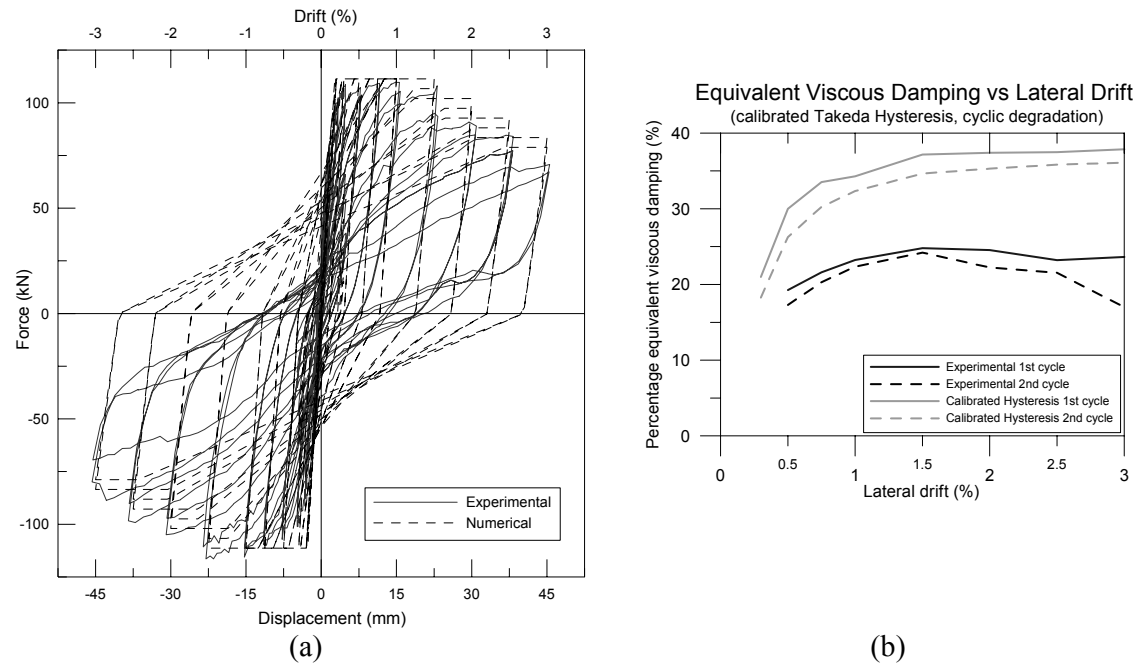 Drift (%)
-3 -2 -1 0 1 2 3
100
50
0
-50
-100
Force (kN)
Experimental
Numerical
-45 -30 -15 0 15 30 45
Displacement (mm)
(a)
Equivalent Viscous Damping vs Lateral Drift
(calibrated Takeda Hysteresis, cyclic degradation)
40
30
20
10
0
Percentage equivalent viscous damping (%)
Experimental 1st cycle
Experimental 2nd cycle
Calibrated Hysteresis 1st cycle
Calibrated Hysteresis 2nd cycle
0 0.5 1 1.5 2 2.5 3
Lateral drift (%)
(b)